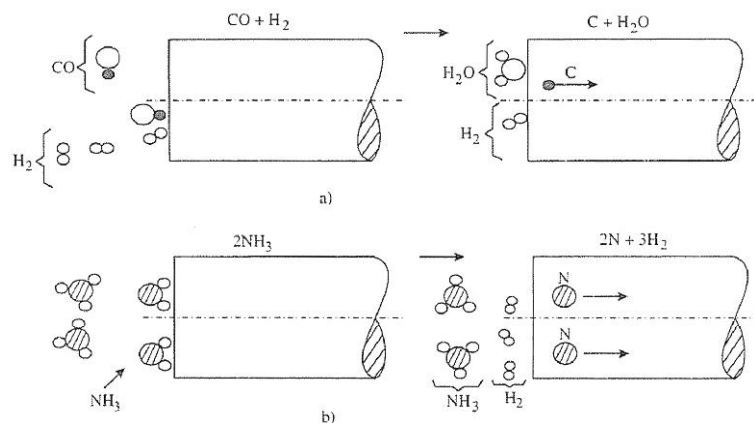 CO + H₂
C + H₂O
CO
H₂O
C
H₂
H₂
a)
2NH₃
2N + 3H₂
N
N
NH₃
NH₃
H₂
b)